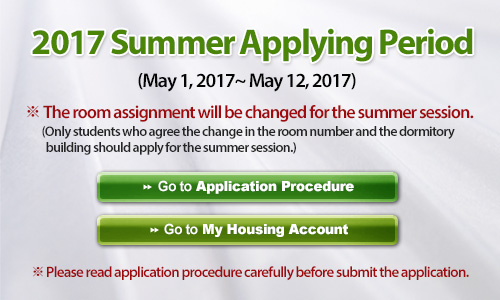 2017 Summer Applying Period
(May 1, 2017~ May 12, 2017)
※ The room assignment will be changed for the summer session.
(Only students who agree the change in the room number and the dormitory
building should apply for the summer session.)
▸▸ Go to Application Procedure
▸▸ Go to My Housing Account
※ Please read application procedure carefully before submit the application.